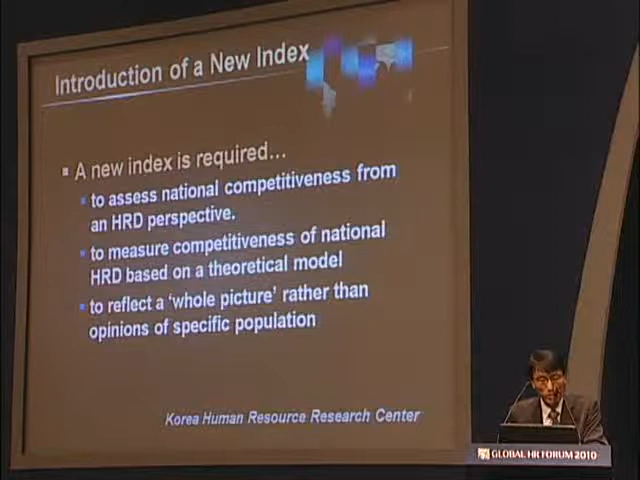 Introduction of a New Index
▪ A new index is required...
▪ to assess national competitiveness from
an HRD perspective.
▪ to measure competitiveness of national
HRD based on a theoretical model
▪ to reflect a 'whole picture' rather than
opinions of specific population
Korea Human Resource Research Center
GLOBAL HR FORUM 2010